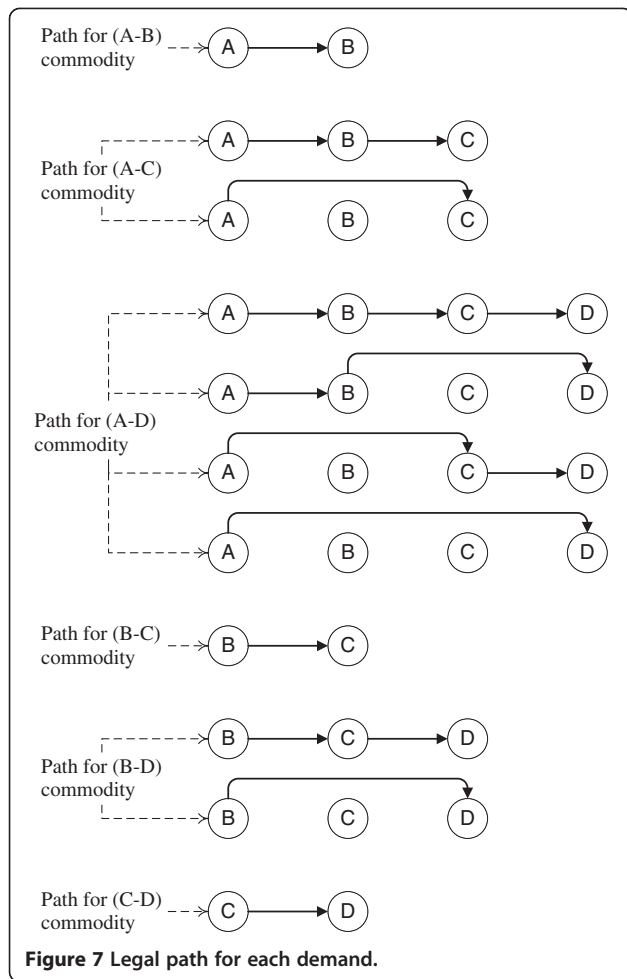 Path for (A-B)
commodity
A B
A B C
Path for (A-C)
commodity
A B C
A B C D
A B C D
Path for (A-D)
commodity
A B C D
A B C D
Path for (B-C)
commodity
B C
B C D
Path for (B-D)
commodity
B C D
Path for (C-D)
commodity
C D
Figure 7 Legal path for each demand.